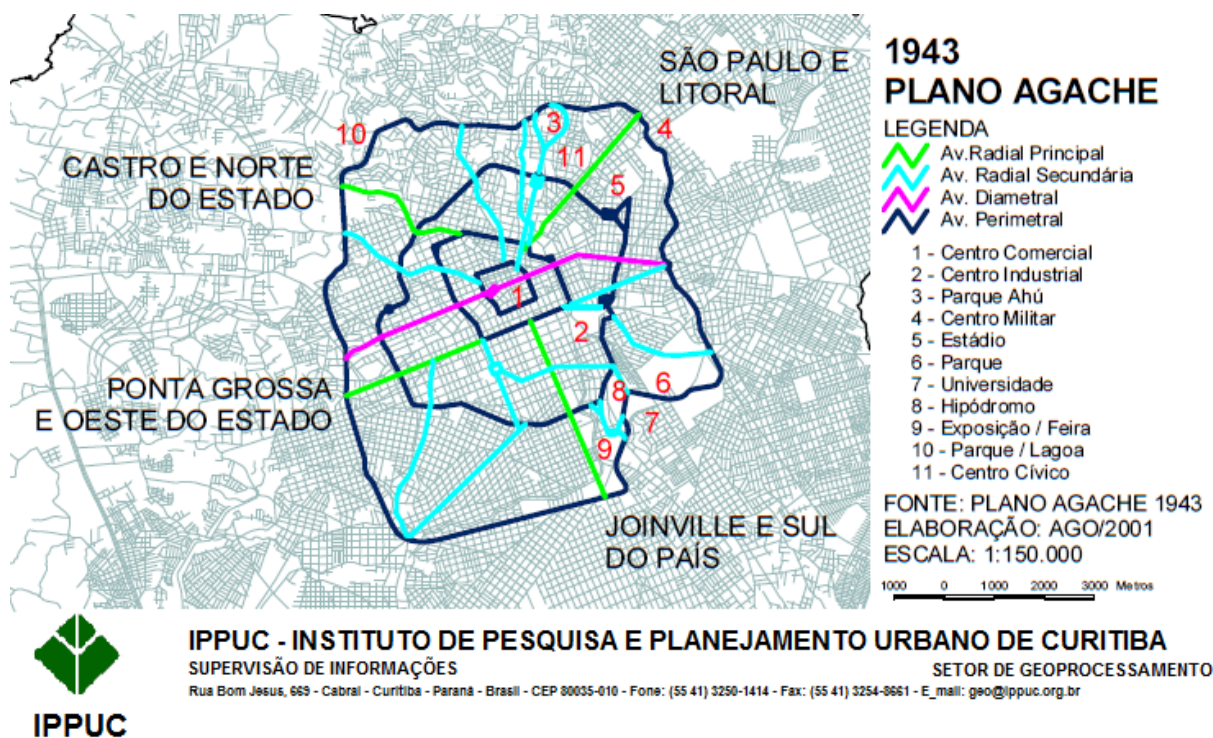 SÃO PAULO E
LITORAL
CASTRO E NORTE
DO ESTADO
PONTA GROSSA
E OESTE DO ESTADO
JOINVILLE E SUL
DO PAÍS
10
3
11
4
5
1
2
6
8
7
9
1943
PLANO AGACHE
LEGENDA
Av.Radial Principal
Av. Radial Secundária
Av. Diametral
Av. Perimetral
1 - Centro Comercial
2 - Centro Industrial
3 - Parque Ahú
4 - Centro Militar
5 - Estádio
6 - Parque
7 - Universidade
8 - Hipódromo
9 - Exposição / Feira
10 - Parque / Lagoa
11 - Centro Cívico
FONTE: PLANO AGACHE 1943
ELABORAÇÃO: AGO/2001
ESCALA: 1:150.000
1000 0 1000 2000 3000 Metros
IPPUC - INSTITUTO DE PESQUISA E PLANEJAMENTO URBANO DE CURITIBA
SUPERVISÃO DE INFORMAÇÕES SETOR DE GEOPROCESSAMENTO
Rua Bom Jesus, 669 - Cabral - Curitiba - Paraná - Brasil - CEP 80035-010 - Fone: (55 41) 3250-1414 - Fax: (55 41) 3254-8661 - E_mail: geo@ippuc.org.br
IPPUC